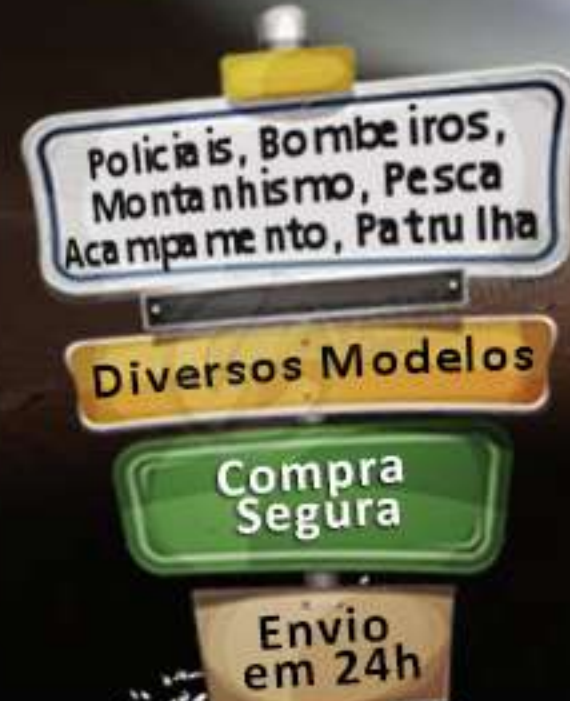 Policiais, Bombeiros,
Montanhismo, Pesca
Acampamento, Patrulha
Diversos Modelos
Compra
Segura
Envio
em 24h